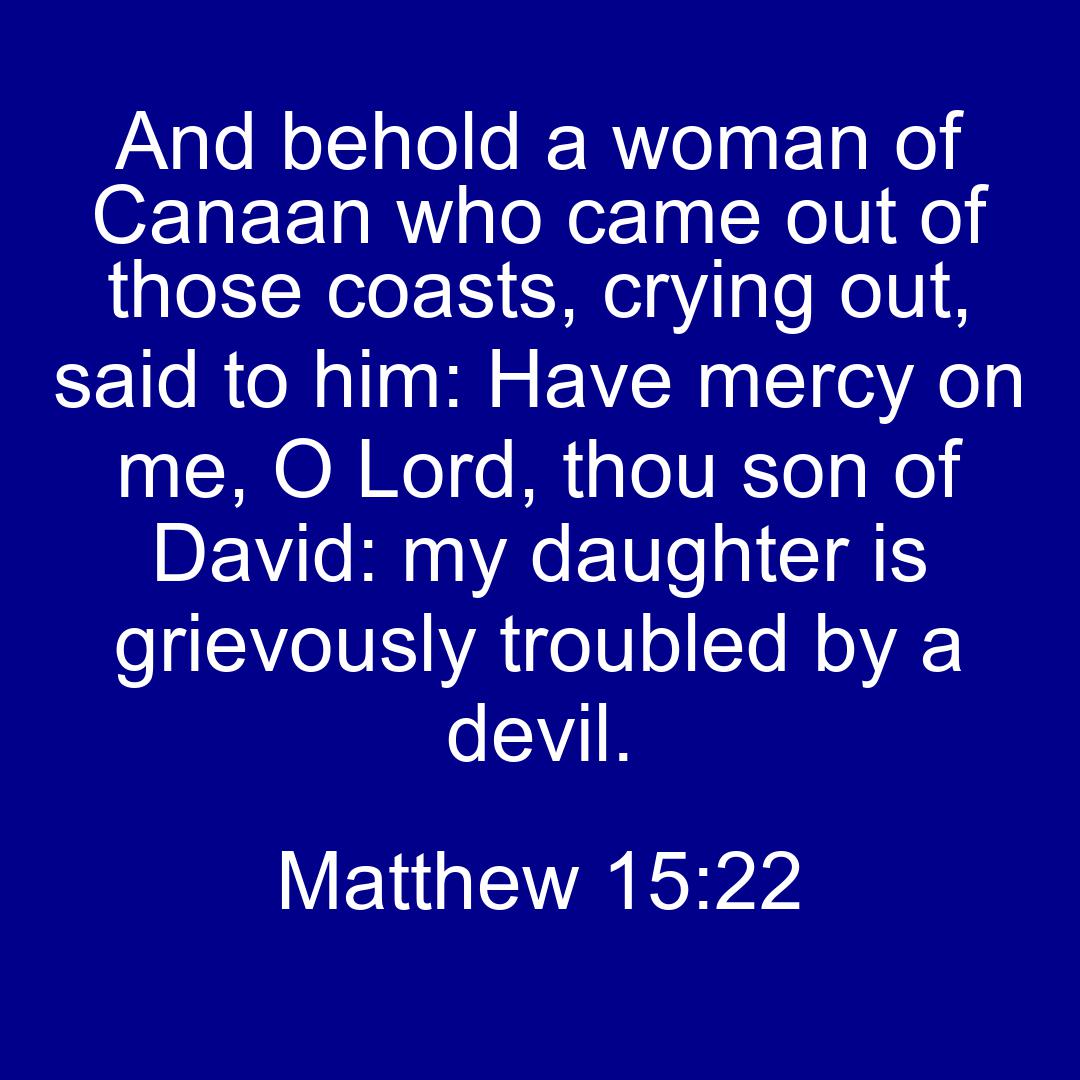 And behold a woman of
Canaan who came out of
those coasts, crying out,
said to him: Have mercy on
me, O Lord, thou son of
David: my daughter is
grievously troubled by a
devil.
Matthew 15:22